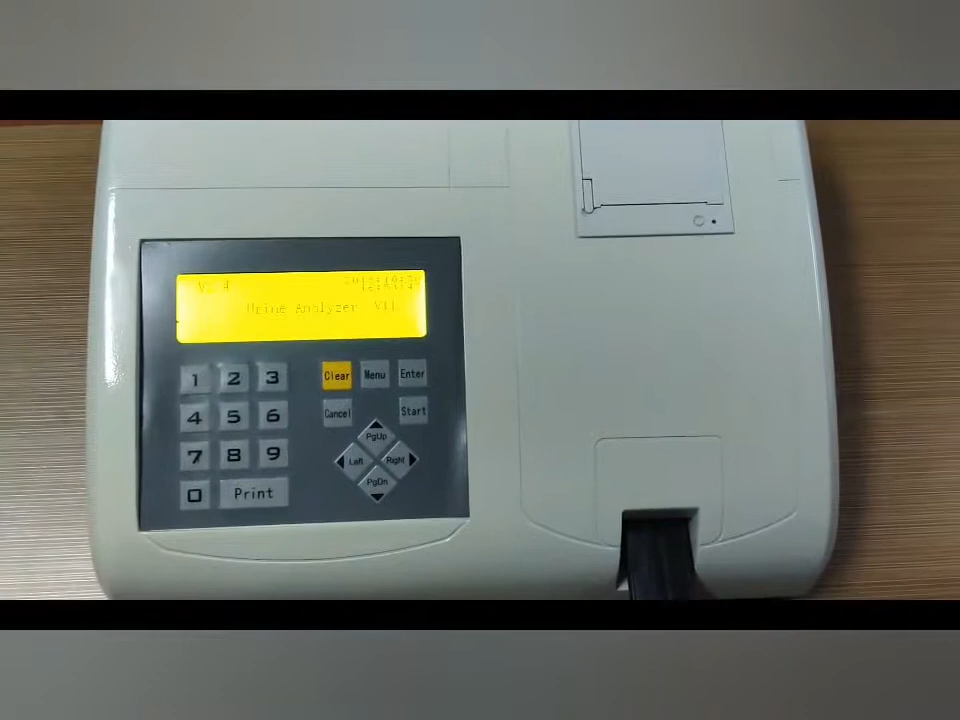 Urine Analyzer
1 2 3 Clear Menu Enter
4 5 6 Cancel Start
7 8 9 PgUp
Left Right
0 Print PgDn